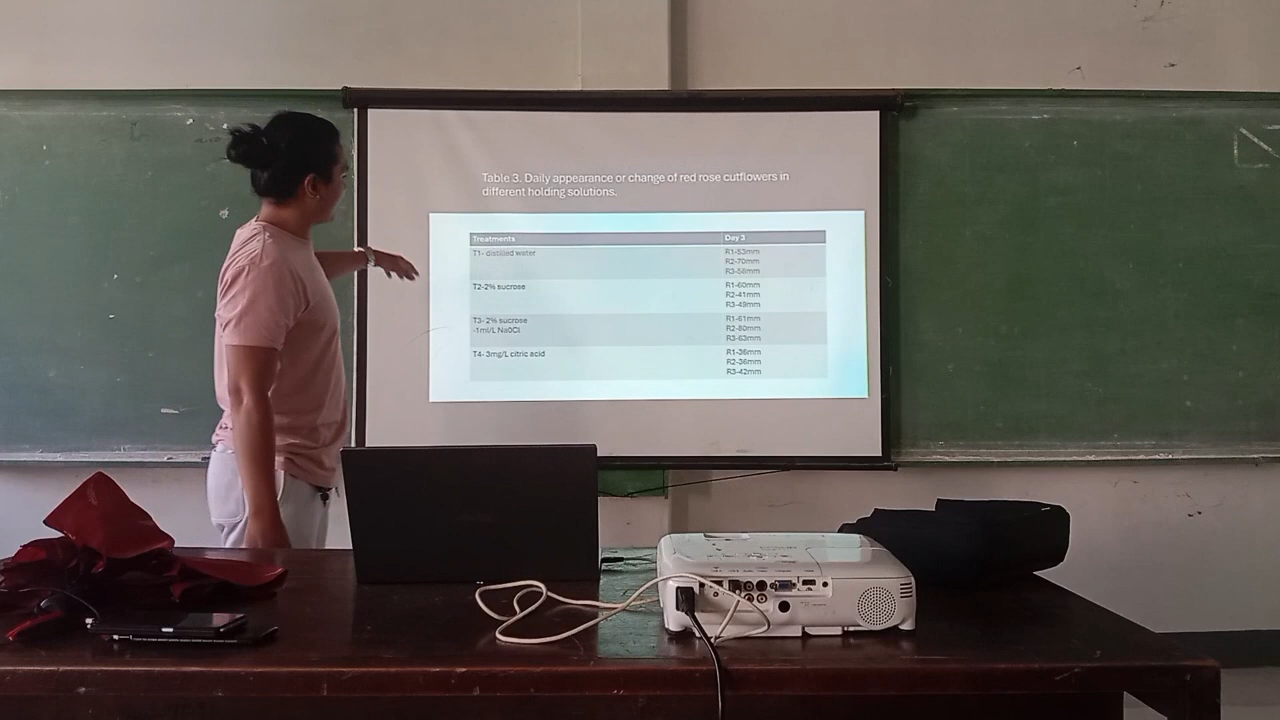 Table 3. Daily appearance or change of red rose cutflowers in
different holding solutions.
Treatments Day 3
T1- distilled water R1-53mm
R2-70mm
R3-58mm
T2-2% sucrose R1-60mm
R2-41mm
R3-49mm
T3- 2% sucrose R1-61mm
-1ml/L NaOCl R2-80mm
R3-63mm
T4- 3mg/L citric acid R1-36mm
R2-36mm
R3-42mm